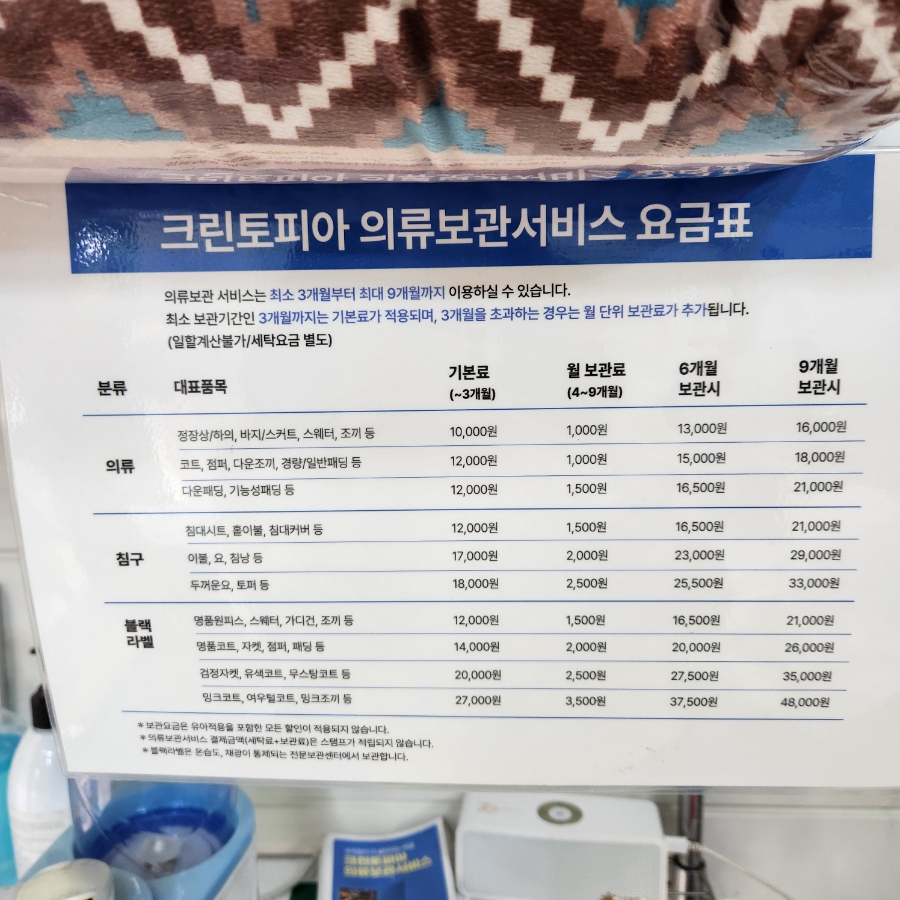 크린토피아 의류보관서비스 요금표
의류보관 서비스는 최소 3개월부터 최대 9개월까지 이용하실 수 있습니다.
최소 보관기간인 3개월까지는 기본료가 적용되며, 3개월을 초과하는 경우는 월 단위 보관료가 추가됩니다.
(일할계산불가/세탁요금 별도)
분류 대표품목 기본료 (~3개월) 월 보관료 (4~9개월) 6개월 보관시 9개월 보관시
정장상/하의, 바지/스커트, 스웨터, 조끼 등 10,000원 1,000원 13,000원 16,000원
의류 코트, 점퍼, 다운조끼, 경량/일반패딩 등 12,000원 1,000원 15,000원 18,000원
다운패딩, 기능성패딩 등 12,000원 1,500원 16,500원 21,000원
침대시트, 홑이불, 침대커버 등 12,000원 1,500원 16,500원 21,000원
침구 이불, 요, 침낭 등 17,000원 2,000원 23,000원 29,000원
두꺼운요, 토퍼 등 18,000원 2,500원 25,500원 33,000원
블랙라벨 명품원피스, 스웨터, 가디건, 조끼 등 12,000원 1,500원 16,500원 21,000원
명품코트, 자켓, 점퍼, 패딩 등 14,000원 2,000원 20,000원 26,000원
검정자켓, 유색코트, 무스탕코트 등 20,000원 2,500원 27,500원 35,000원
밍크코트, 여우털코트, 밍크조끼 등 27,000원 3,500원 37,500원 48,000원
* 보관요금은 유아적용을 포함한 모든 할인이 적용되지 않습니다.
* 의류보관서비스 결제금액(세탁료+보관료)은 스탬프가 적립되지 않습니다.
* 블랙라벨은 온습도, 채광이 통제되는 전문보관센터에서 보관합니다.